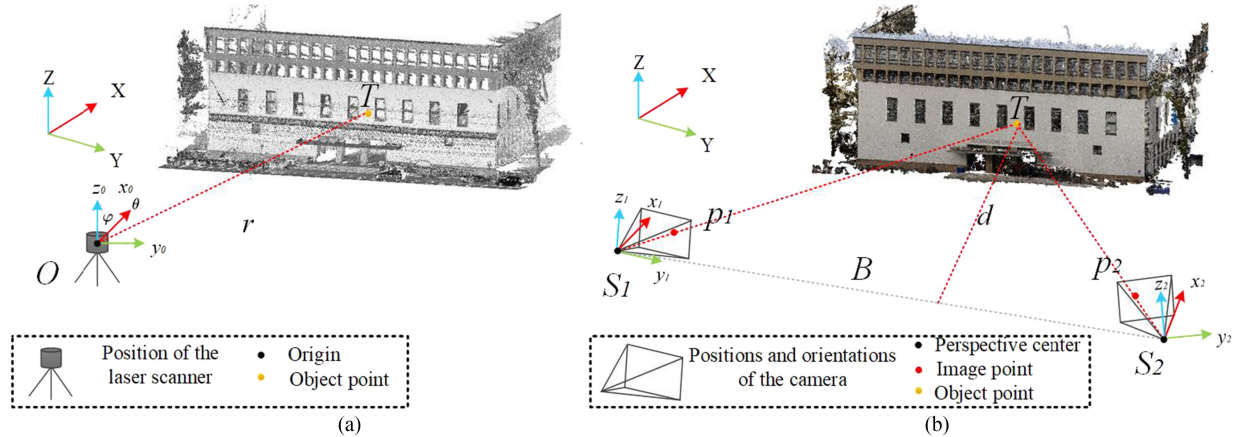 Z
X
Y
T
z0
x0
φ
θ
y0
r
O
Position of the
laser scanner
Origin
Object point
(a)
Z
X
Y
T
z1
x1
p1
d
y1
S1
B
p2
z2
x2
y2
S2
Positions and orientations
of the camera
Perspective center
Image point
Object point
(b)